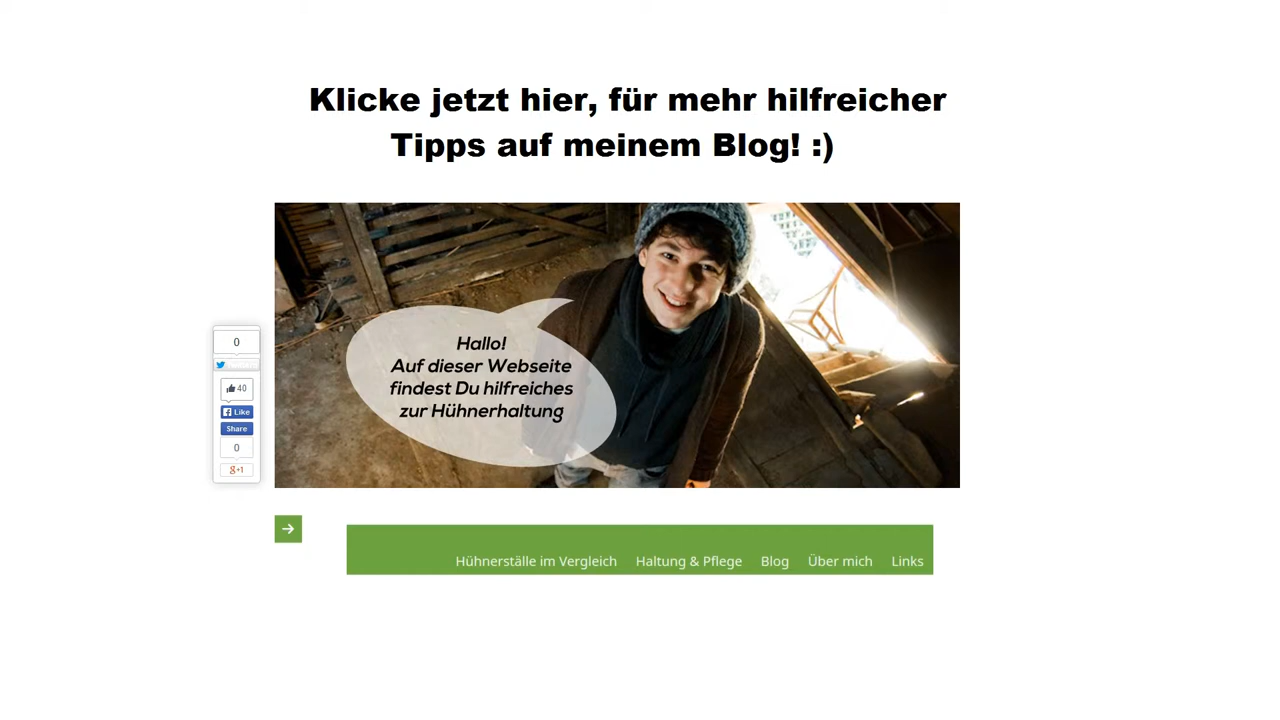 Klicke jetzt hier, für mehr hilfreicher
Tipps auf meinem Blog! :)
Hallo!
Auf dieser Webseite
findest Du hilfreiches
zur Hühnerhaltung
0
40
Like
Share
0
g+1
Hühnerställe im Vergleich Haltung & Pflege Blog Über mich Links